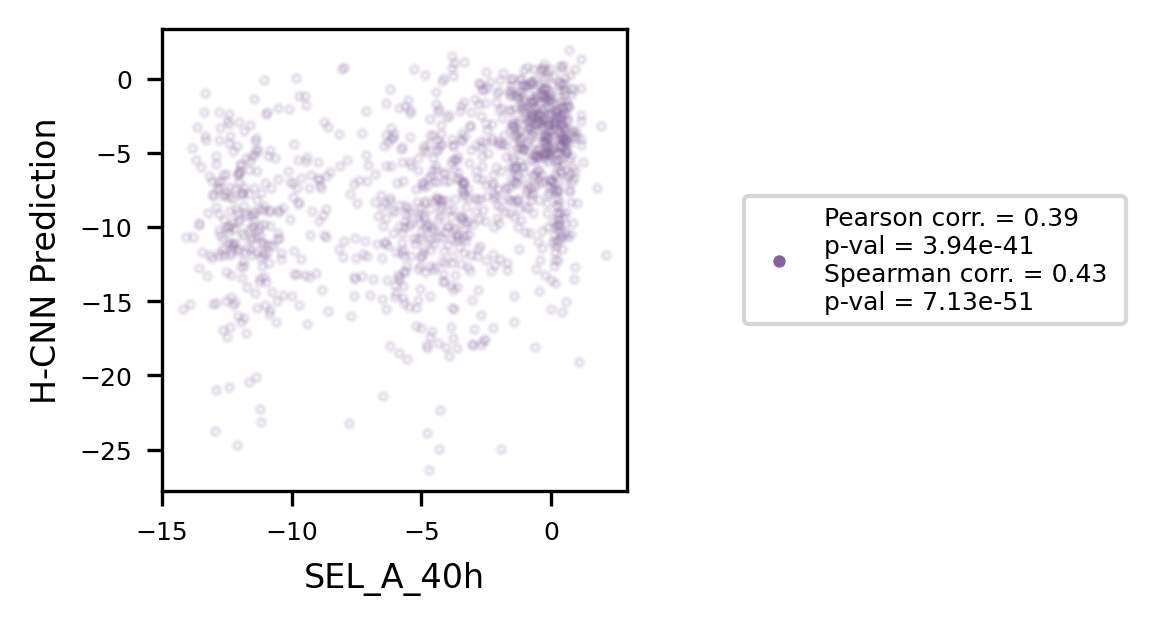 H-CNN Prediction
0
−5
−10
−15
−20
−25
−15
−10
−5
0
SEL_A_40h
Pearson corr. = 0.39
p-val = 3.94e-41
Spearman corr. = 0.43
p-val = 7.13e-51